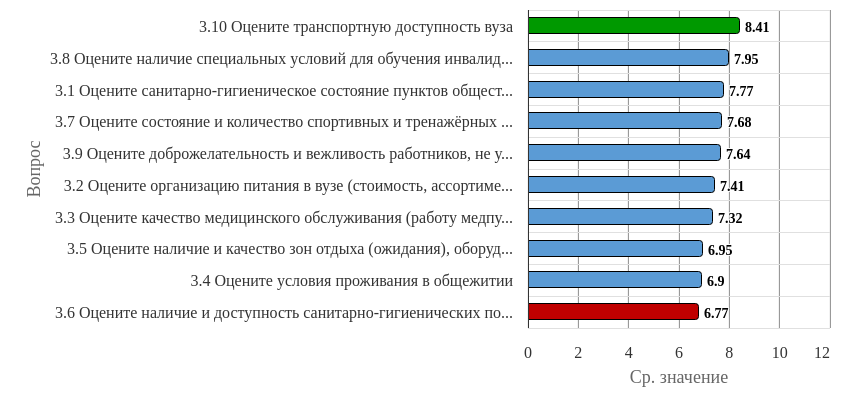 3.10 Оцените транспортную доступность вуза 8.41
3.8 Оцените наличие специальных условий для обучения инвалид... 7.95
3.1 Оцените санитарно-гигиеническое состояние пунктов общест... 7.77
3.7 Оцените состояние и количество спортивных и тренажёрных ... 7.68
3.9 Оцените доброжелательность и вежливость работников, не у... 7.64
3.2 Оцените организацию питания в вузе (стоимость, ассортиме... 7.41
3.3 Оцените качество медицинского обслуживания (работу медпу... 7.32
3.5 Оцените наличие и качество зон отдыха (ожидания), оборуд... 6.95
3.4 Оцените условия проживания в общежитии 6.9
3.6 Оцените наличие и доступность санитарно-гигиенических по... 6.77
Вопрос
0 2 4 6 8 10 12
Ср. значение